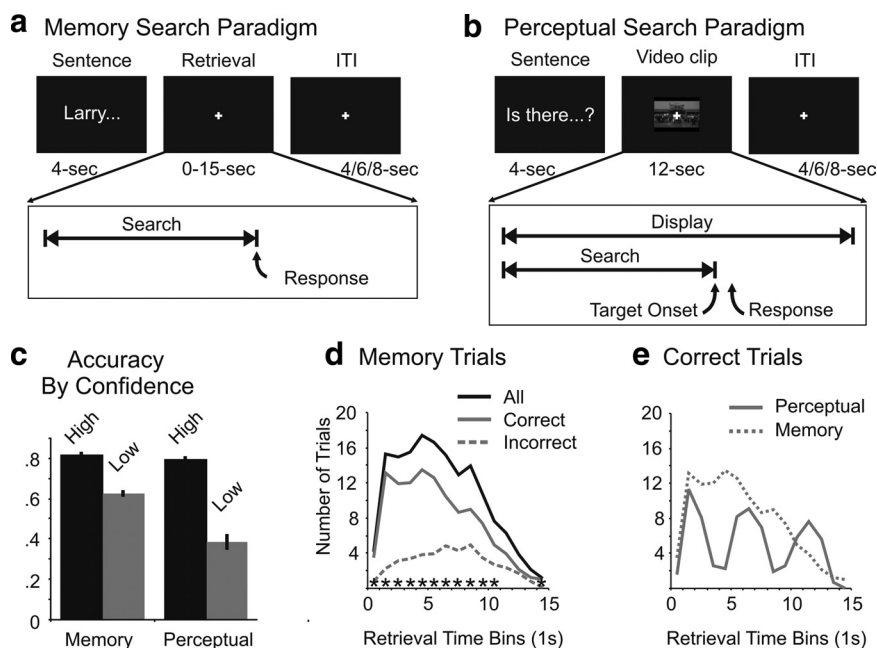 a Memory Search Paradigm
Sentence Retrieval ITI
Larry...
4-sec 0-15-sec 4/6/8-sec
Search
Response
b Perceptual Search Paradigm
Sentence Video clip ITI
Is there...?
4-sec 12-sec 4/6/8-sec
Display
Search
Target Onset Response
c Accuracy
By Confidence
High Low High Low
.8
.6
.4
.2
0
Memory Perceptual
d Memory Trials
All
Correct
Incorrect
Number of Trials
20
16
12
8
4
***********
0 5 10 15
Retrieval Time Bins (1s)
e Correct Trials
Perceptual
Memory
20
16
12
8
4
0 5 10 15
Retrieval Time Bins (1s)